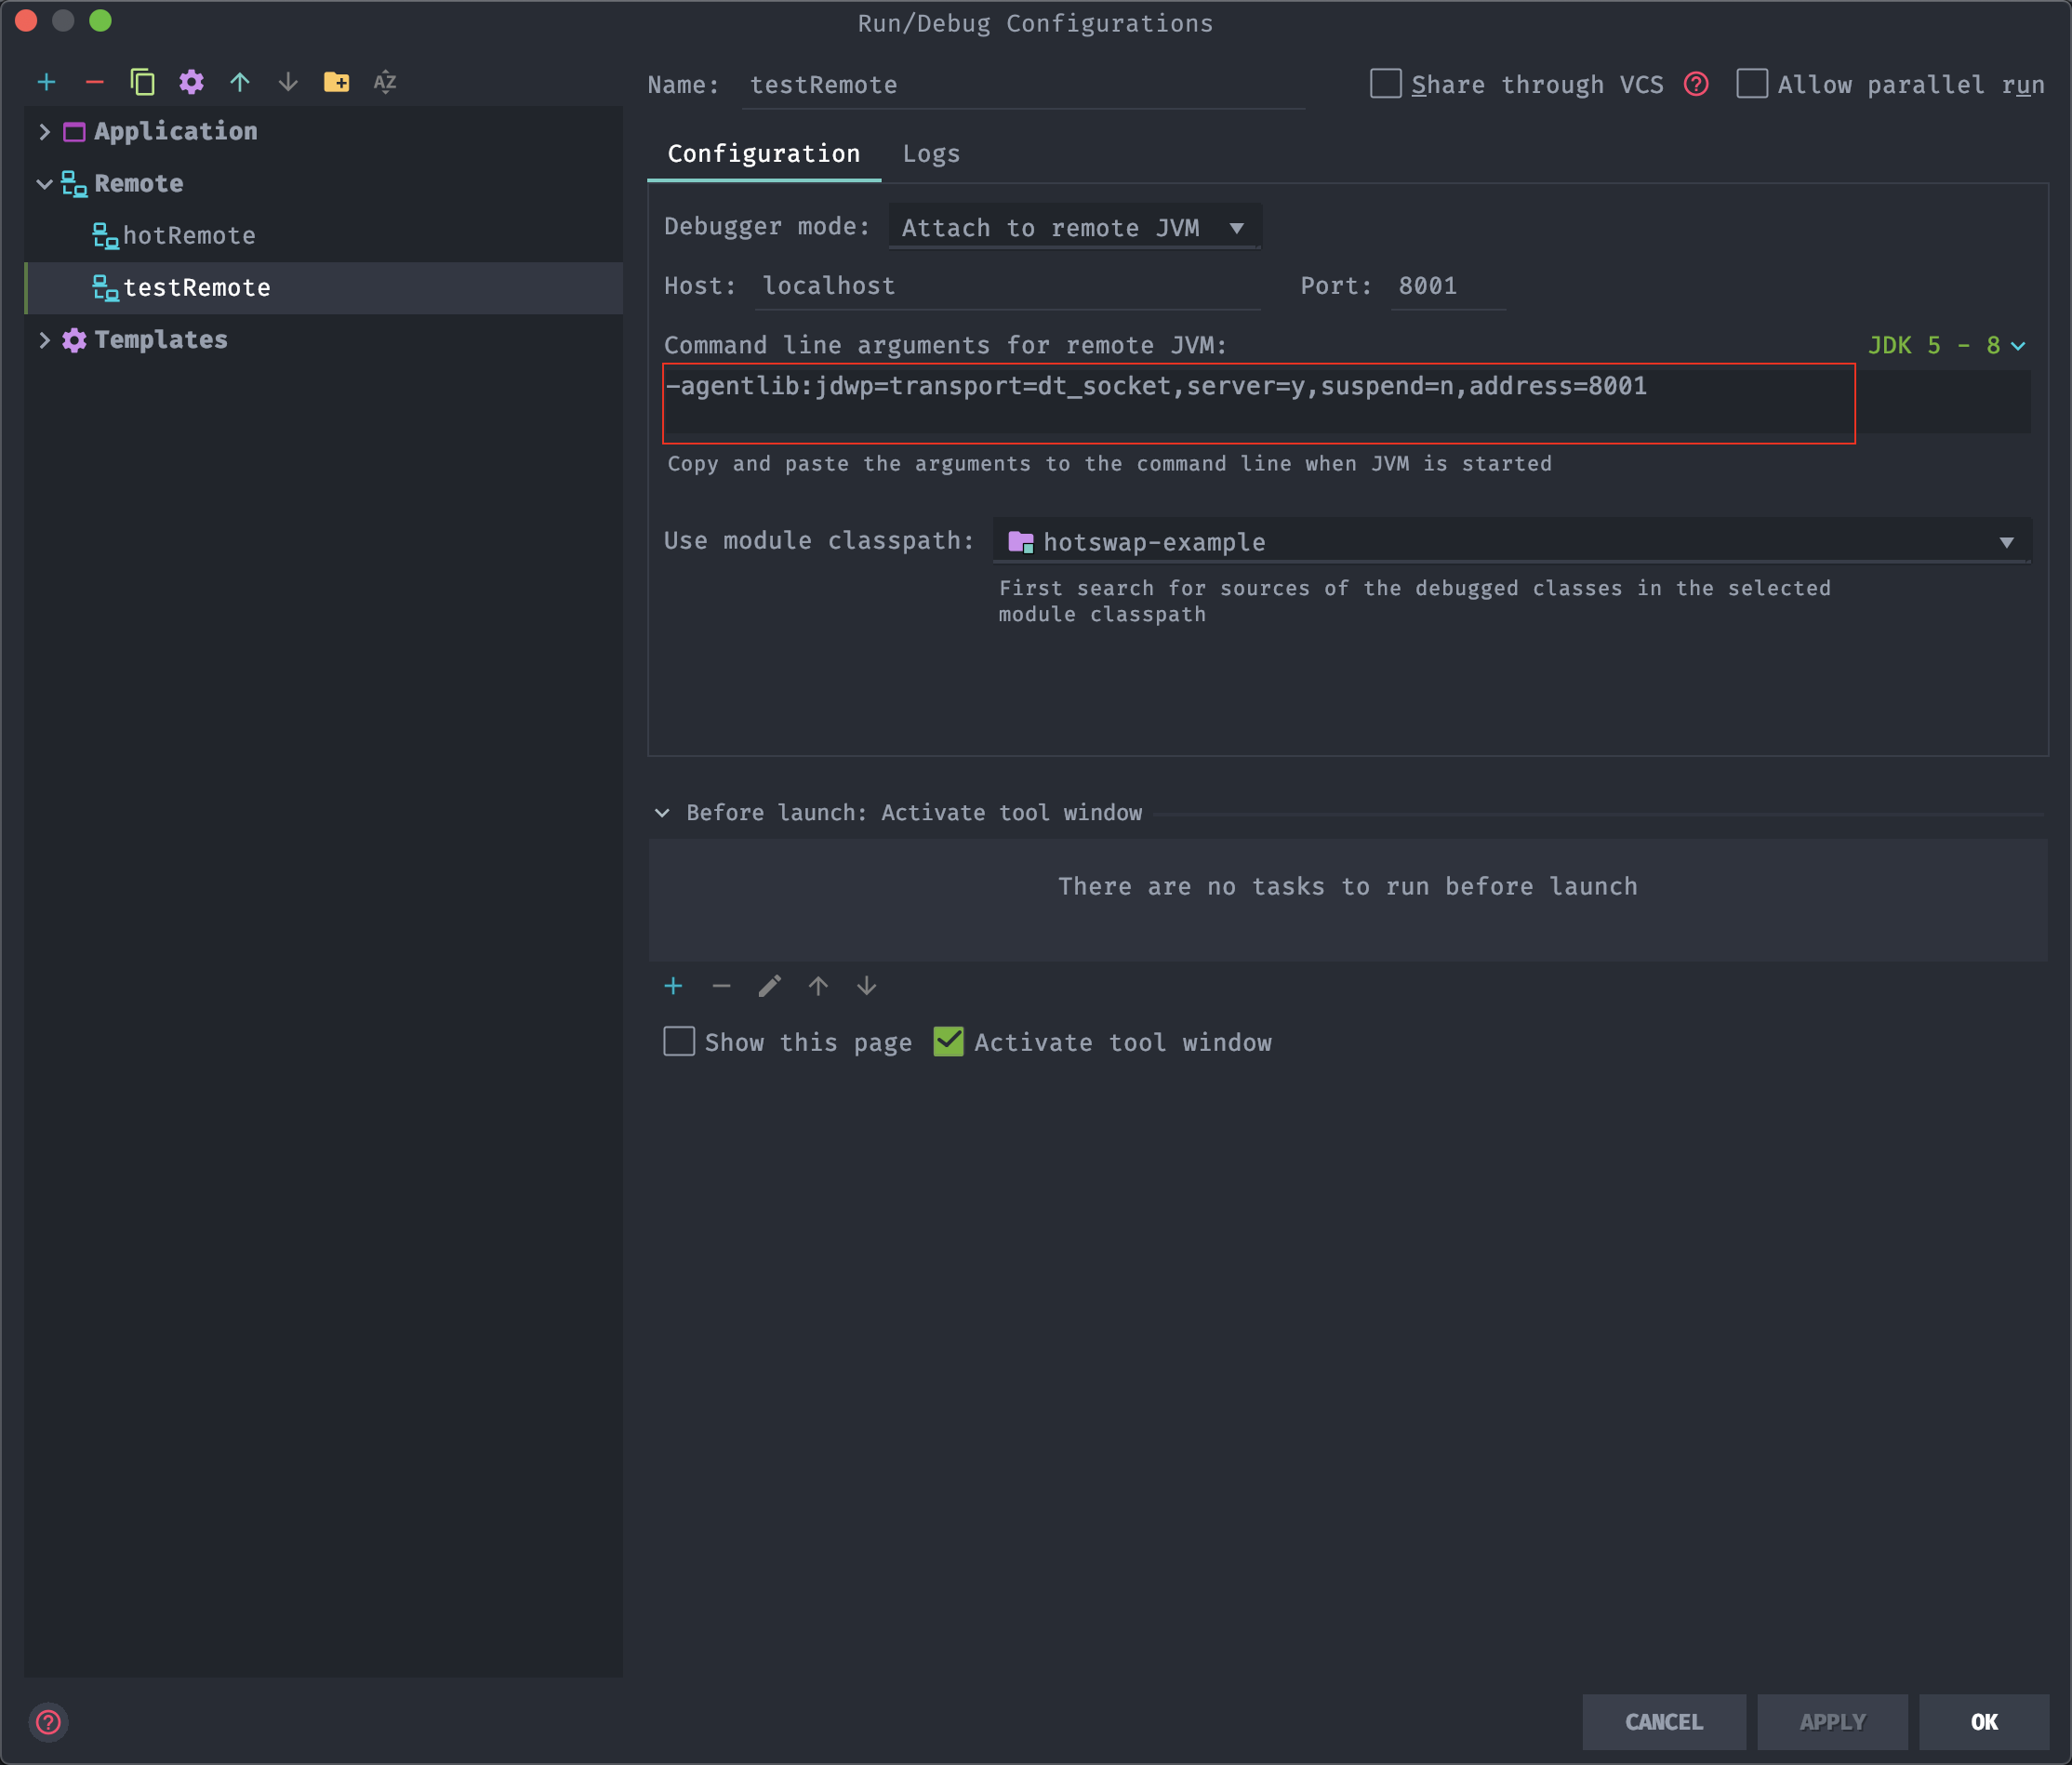 Run/Debug Configurations
Name: testRemote
Share through VCS
Allow parallel run
Application
Remote
hotRemote
testRemote
Templates
Configuration
Logs
Debugger mode: Attach to remote JVM
Host: localhost
Port: 8001
Command line arguments for remote JVM:
JDK 5 - 8
-agentlib:jdwp=transport=dt_socket,server=y,suspend=n,address=8001
Copy and paste the arguments to the command line when JVM is started
Use module classpath: hotswap-example
First search for sources of the debugged classes in the selected
module classpath
Before launch: Activate tool window
There are no tasks to run before launch
Show this page
Activate tool window
CANCEL
APPLY
OK